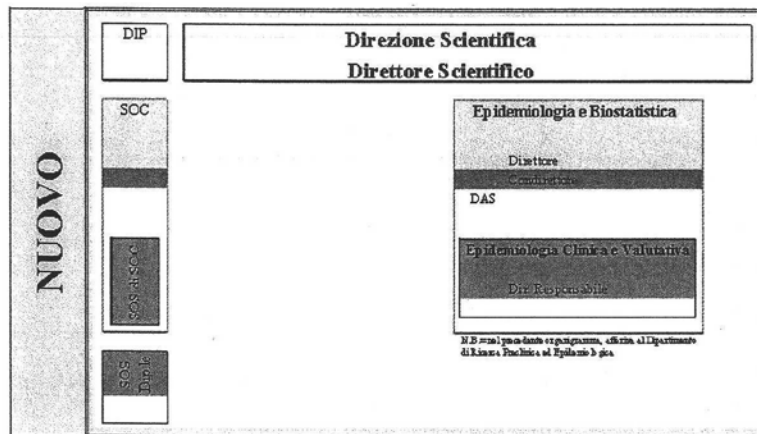 DIP
Direzione Scientifica
Direttore Scientifico
NUOVO
SOC
SOS di SOC
SOS
Dip.le
Epidemiologia e Biostatistica
Direttore
Coordinatore
DAS
Epidemiologia Clinica e Valutativa
Dir. Responsabile
N.B. = nel precedente organigramma, afferiva al Dipartimento
di Ricerca Preclinica ed Epidemiologica